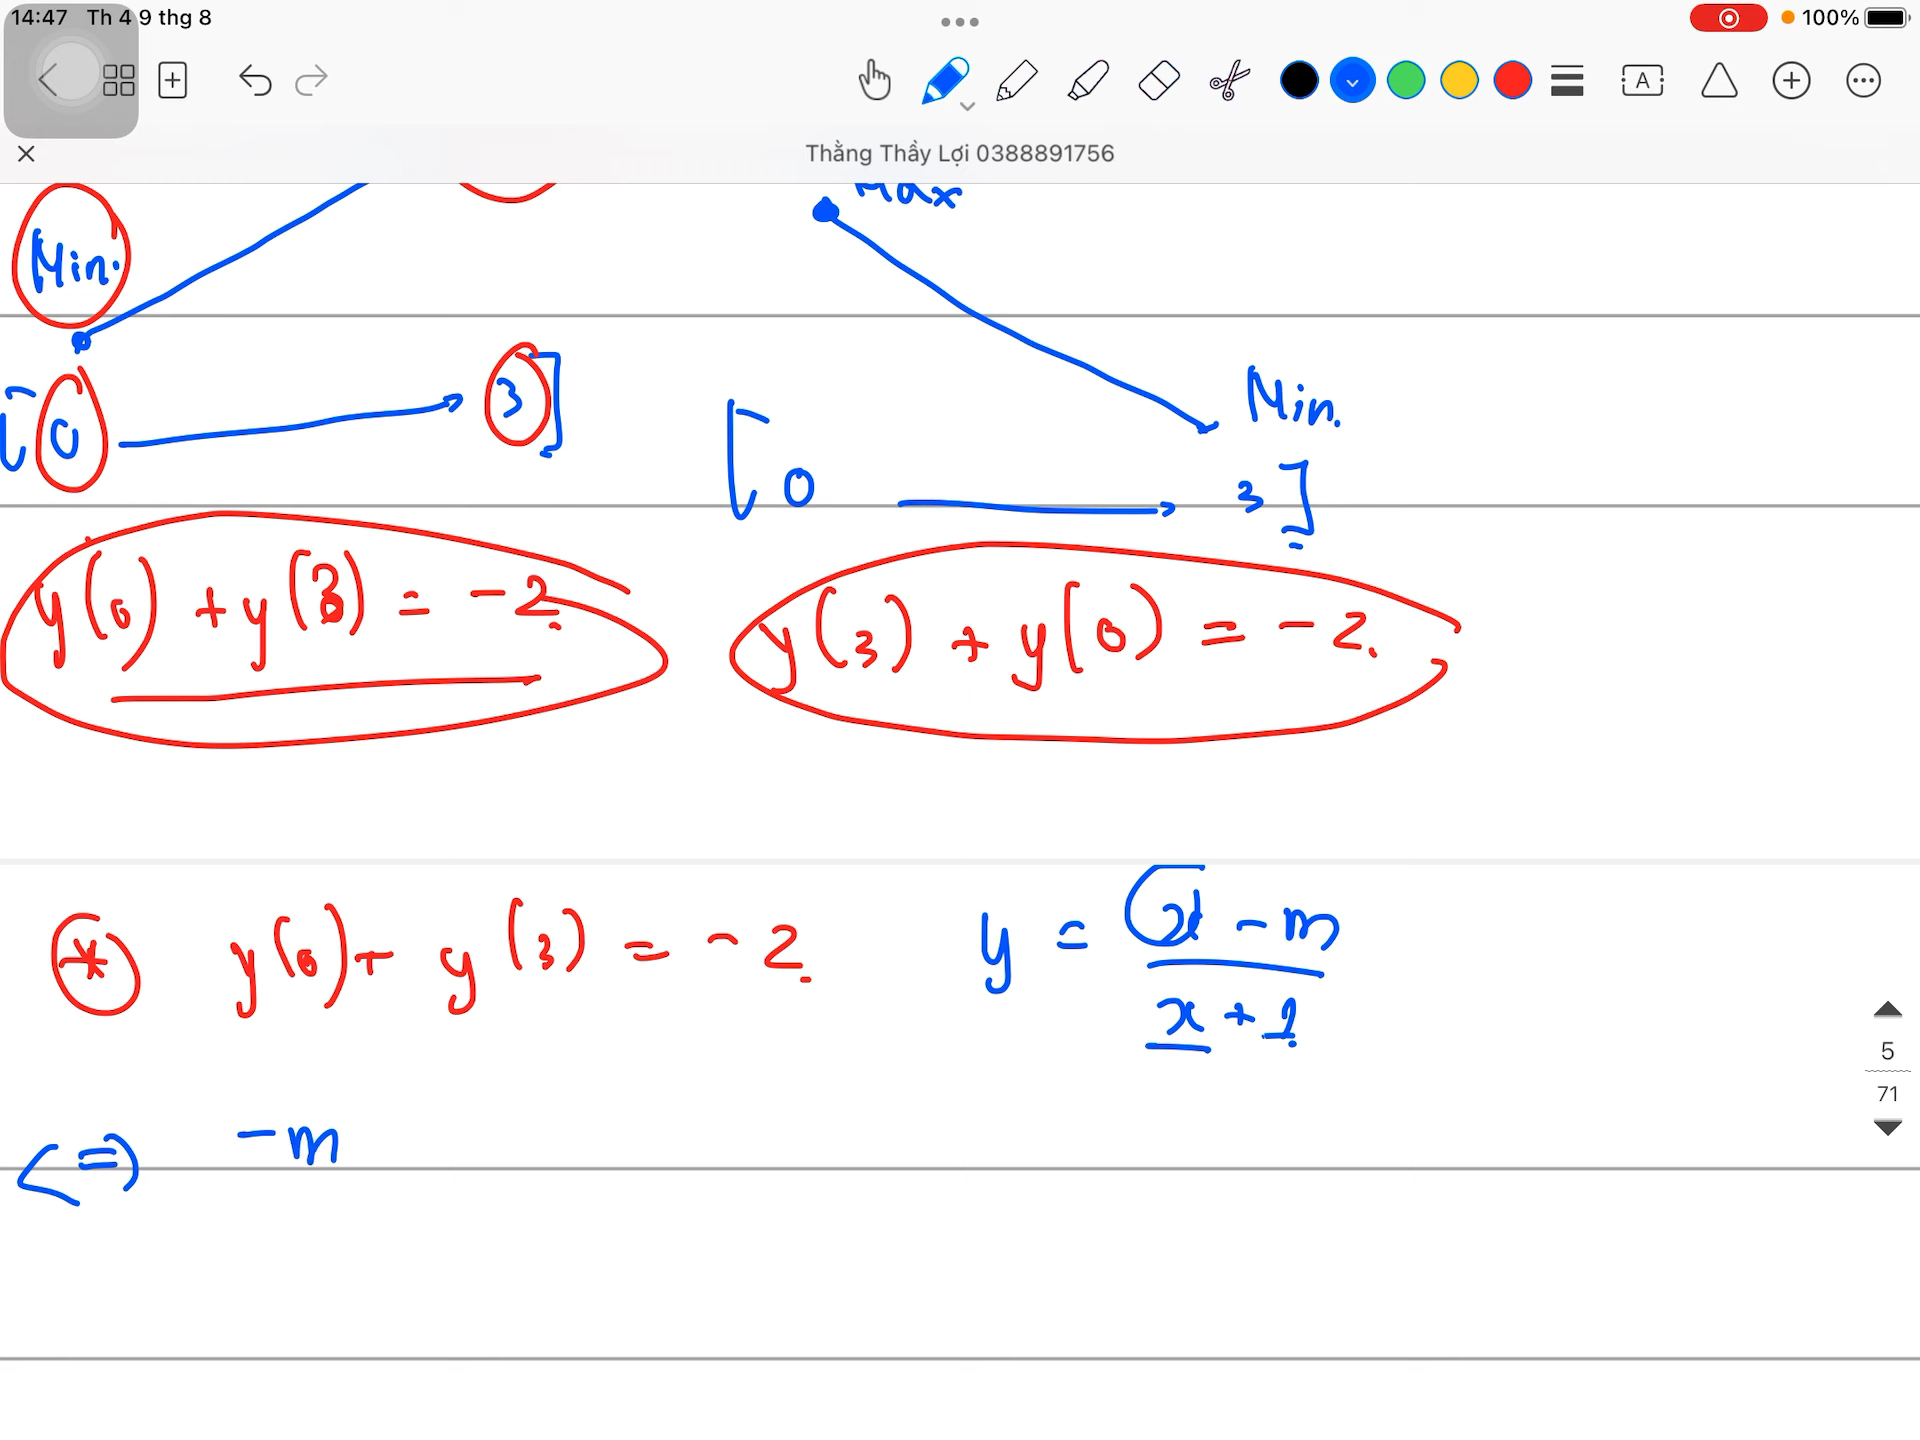 14:47 Th 4 9 thg 8
100%
A
Thằng Thầy Lợi 0388891756
Max
Min.
Min.
[0 3]
[0 3]
y(0) + y(3) = -2.
y(3) + y(0) = -2.
* y(0) + y(3) = -2.
y = \frac{x - m}{x + 1}
5
71
<=> -m